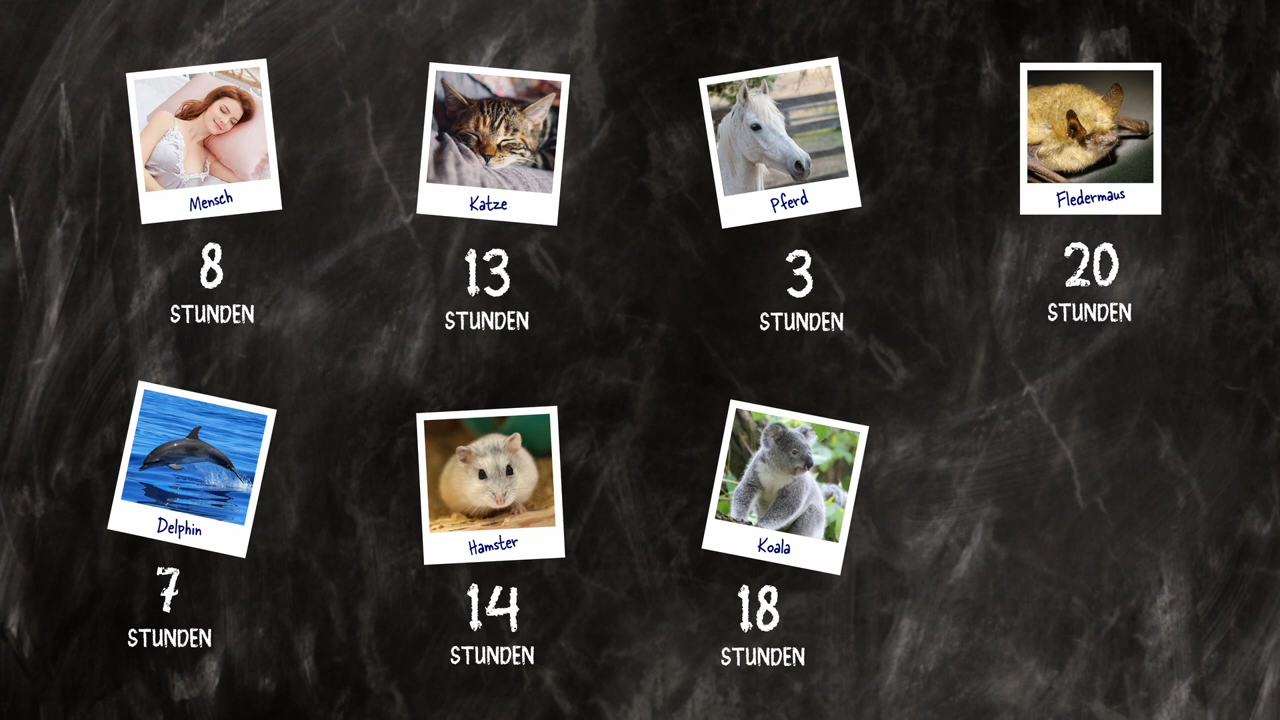 Mensch
8
STUNDEN
Katze
13
STUNDEN
Pferd
3
STUNDEN
Fledermaus
20
STUNDEN
Delphin
7
STUNDEN
Hamster
14
STUNDEN
Koala
18
STUNDEN